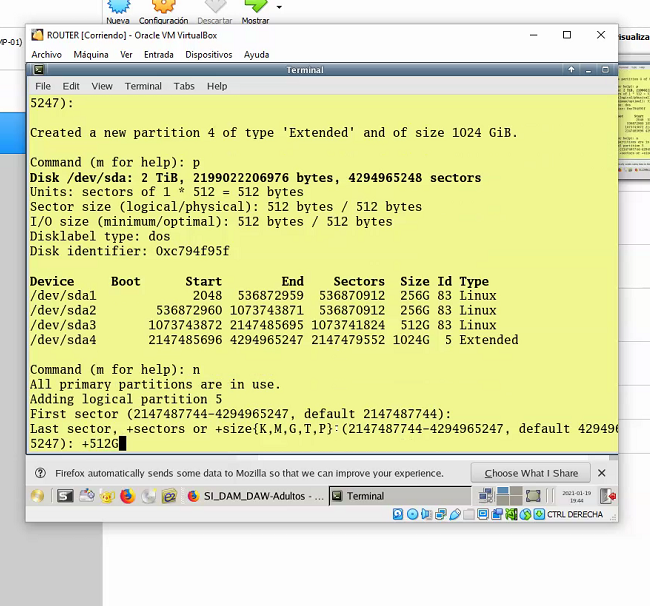 Nueva Configuración Descartar Mostrar
ROUTER [Corriendo] - Oracle VM VirtualBox
Archivo Máquina Ver Entrada Dispositivos Ayuda
Terminal
File Edit View Terminal Tabs Help
5247):
Created a new partition 4 of type 'Extended' and of size 1024 GiB.
Command (m for help): p
Disk /dev/sda: 2 TiB, 2199022206976 bytes, 4294965248 sectors
Units: sectors of 1 * 512 = 512 bytes
Sector size (logical/physical): 512 bytes / 512 bytes
I/O size (minimum/optimal): 512 bytes / 512 bytes
Disklabel type: dos
Disk identifier: 0xc794f95f
Device Boot Start End Sectors Size Id Type
/dev/sda1 2048 536872959 536870912 256G 83 Linux
/dev/sda2 536872960 1073743871 536870912 256G 83 Linux
/dev/sda3 1073743872 2147485695 1073741824 512G 83 Linux
/dev/sda4 2147485696 4294965247 2147479552 1024G 5 Extended
Command (m for help): n
All primary partitions are in use.
Adding logical partition 5
First sector (2147487744-4294965247, default 2147487744):
Last sector, +sectors or +size{K,M,G,T,P} (2147487744-4294965247, default 429496
5247): +512G
Firefox automatically sends some data to Mozilla so that we can improve your experience. Choose What I Share
SI_DAM_DAW-Adultos - ... Terminal
2021-01-19
19:44
CTRL DERECHA
MP-01)